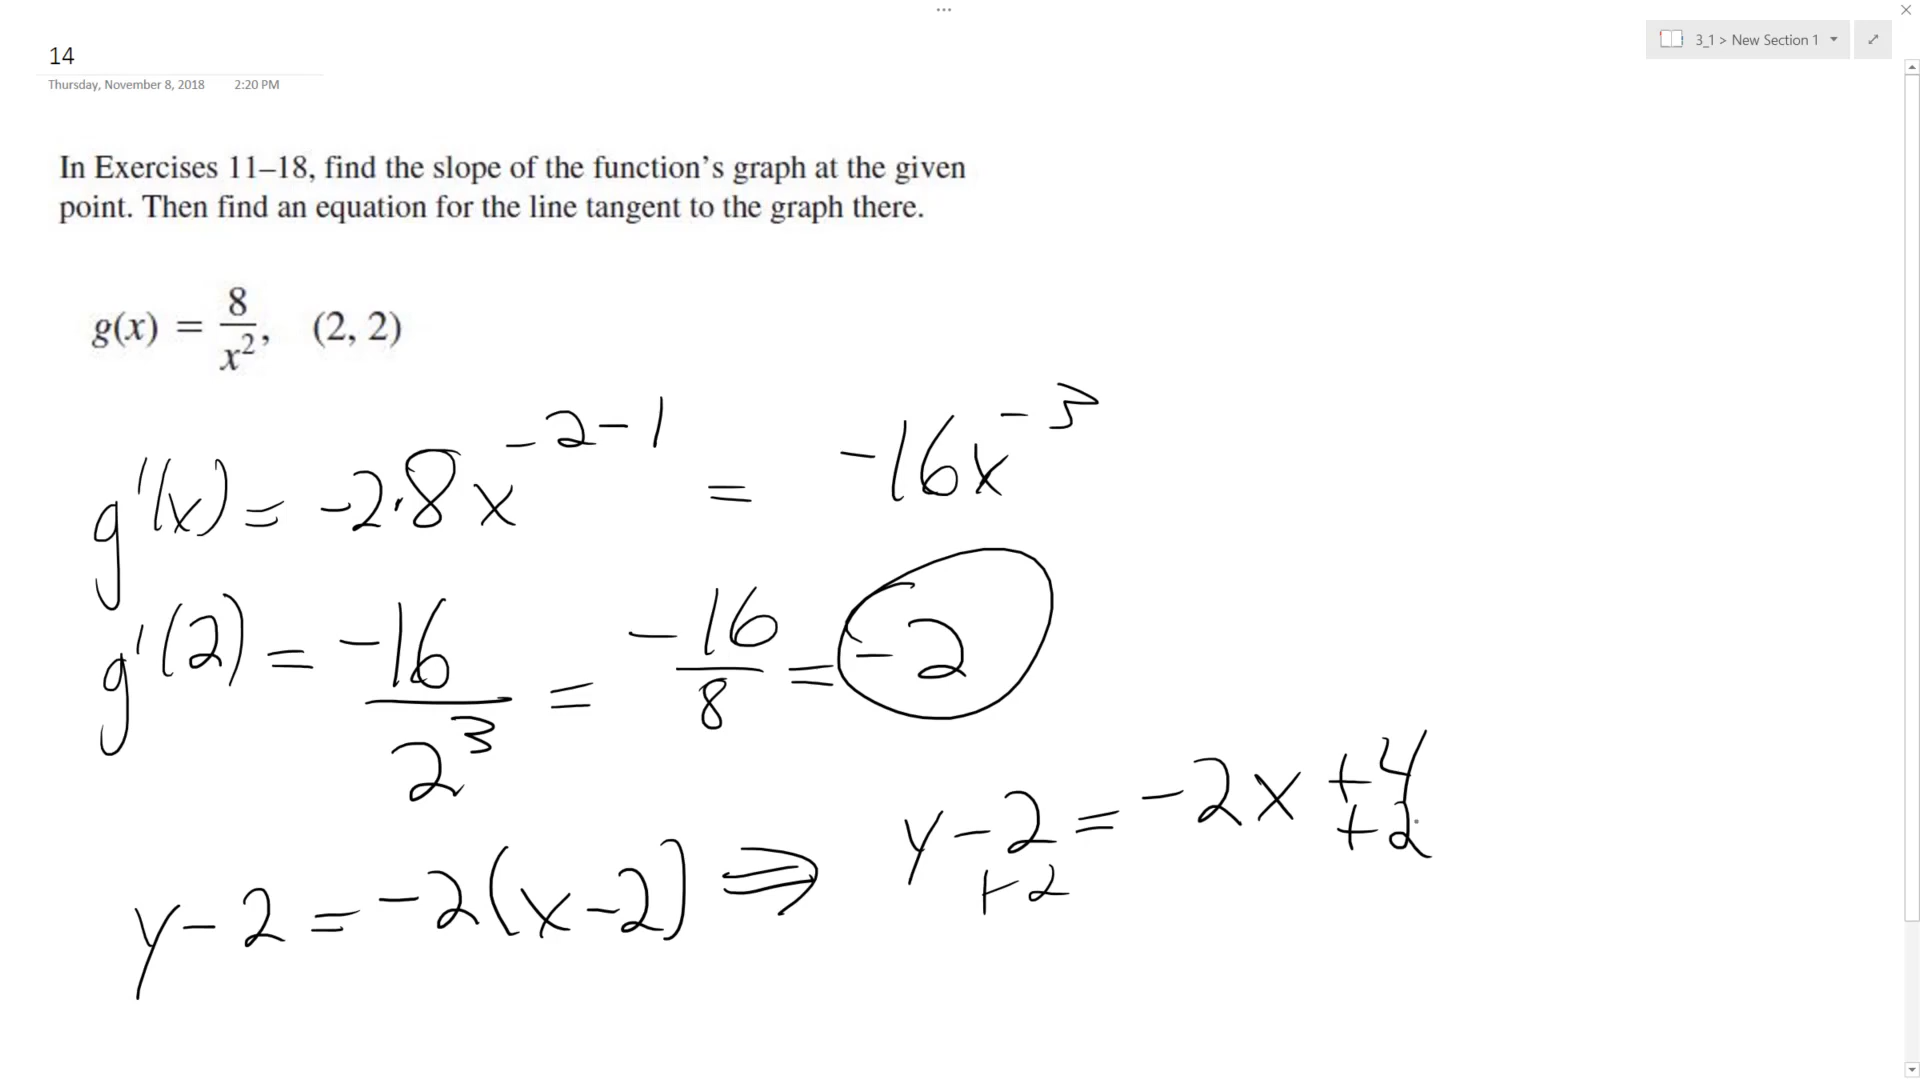 ...
3_1 > New Section 1
14
Thursday, November 8, 2018 2:20 PM
In Exercises 11–18, find the slope of the function's graph at the given
point. Then find an equation for the line tangent to the graph there.
g(x) = 8/x², (2, 2)
g'(x) = -2·8x^(-2-1) = -16x^(-3)
g'(2) = -16/2³ = -16/8 = -2
y-2 = -2(x-2) ⇒ y-2 = -2x +4
+2 +2